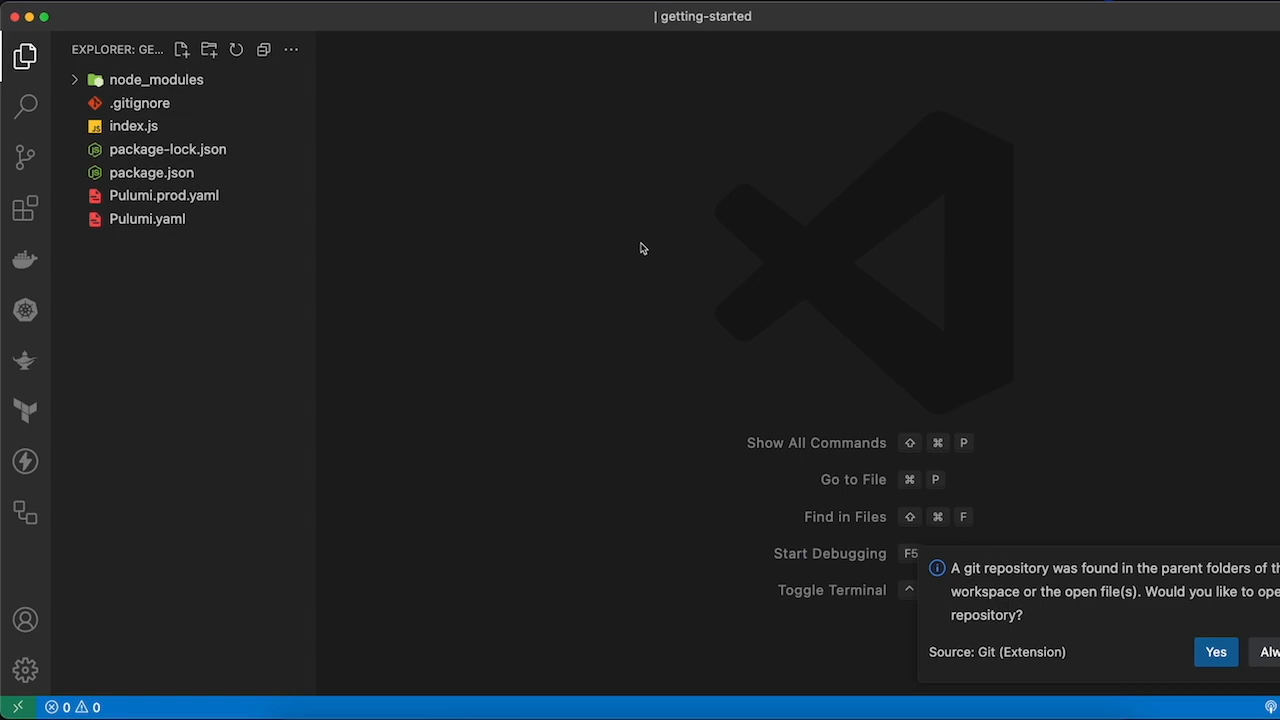 | getting-started
EXPLORER: GE...
node_modules
.gitignore
index.js
package-lock.json
package.json
Pulumi.prod.yaml
Pulumi.yaml
Show All Commands ⇧ ⌘ P
Go to File ⌘ P
Find in Files ⇧ ⌘ F
Start Debugging F5
Toggle Terminal ^
A git repository was found in the parent folders of
workspace or the open file(s). Would you like to
repository?
Source: Git (Extension)
Yes
0 0